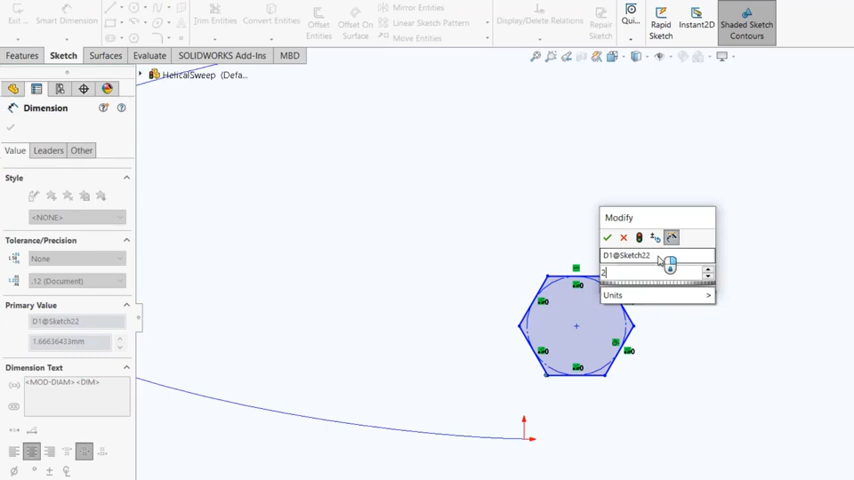 Exit...
Smart Dimension
Trim Entities
Convert Entities
Offset Entities
Offset On Surface
Mirror Entities
Linear Sketch Pattern
Move Entities
Display/Delete Relations
Repair Sketch
Qui...
Rapid Sketch
Instant2D
Shaded Sketch Contours
Features
Sketch
Surfaces
Evaluate
SOLIDWORKS Add-Ins
MBD
HelicalSweep (Defa...
Dimension
Value
Leaders
Other
Style
<NONE>
Tolerance/Precision
None
.12 (Document)
Primary Value
D1@Sketch22
1.66636433mm
Dimension Text
<MOD-DIAM><DIM>
Modify
D1@Sketch22
2
Units